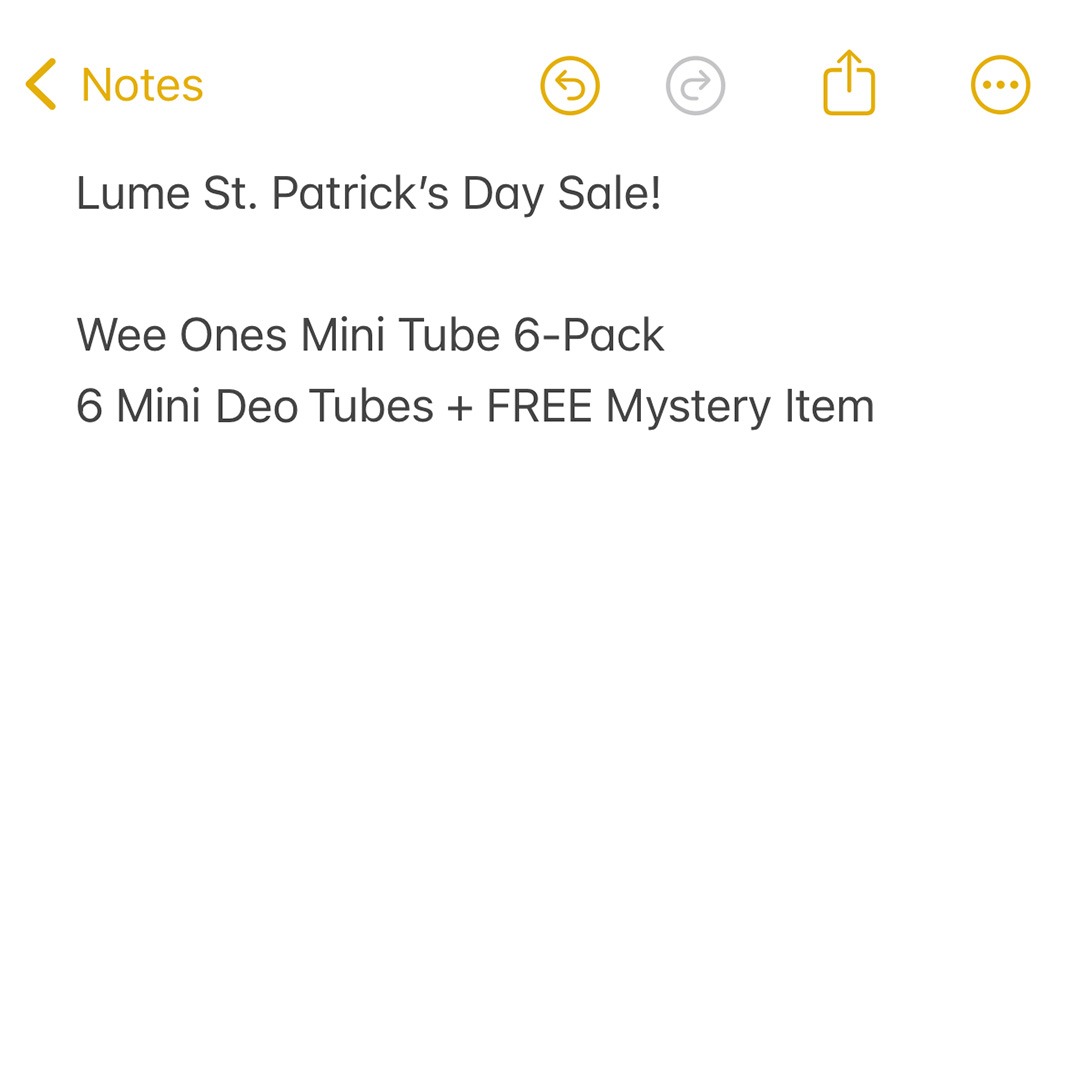 Notes
Lume St. Patrick’s Day Sale!
Wee Ones Mini Tube 6-Pack
6 Mini Deo Tubes + FREE Mystery Item